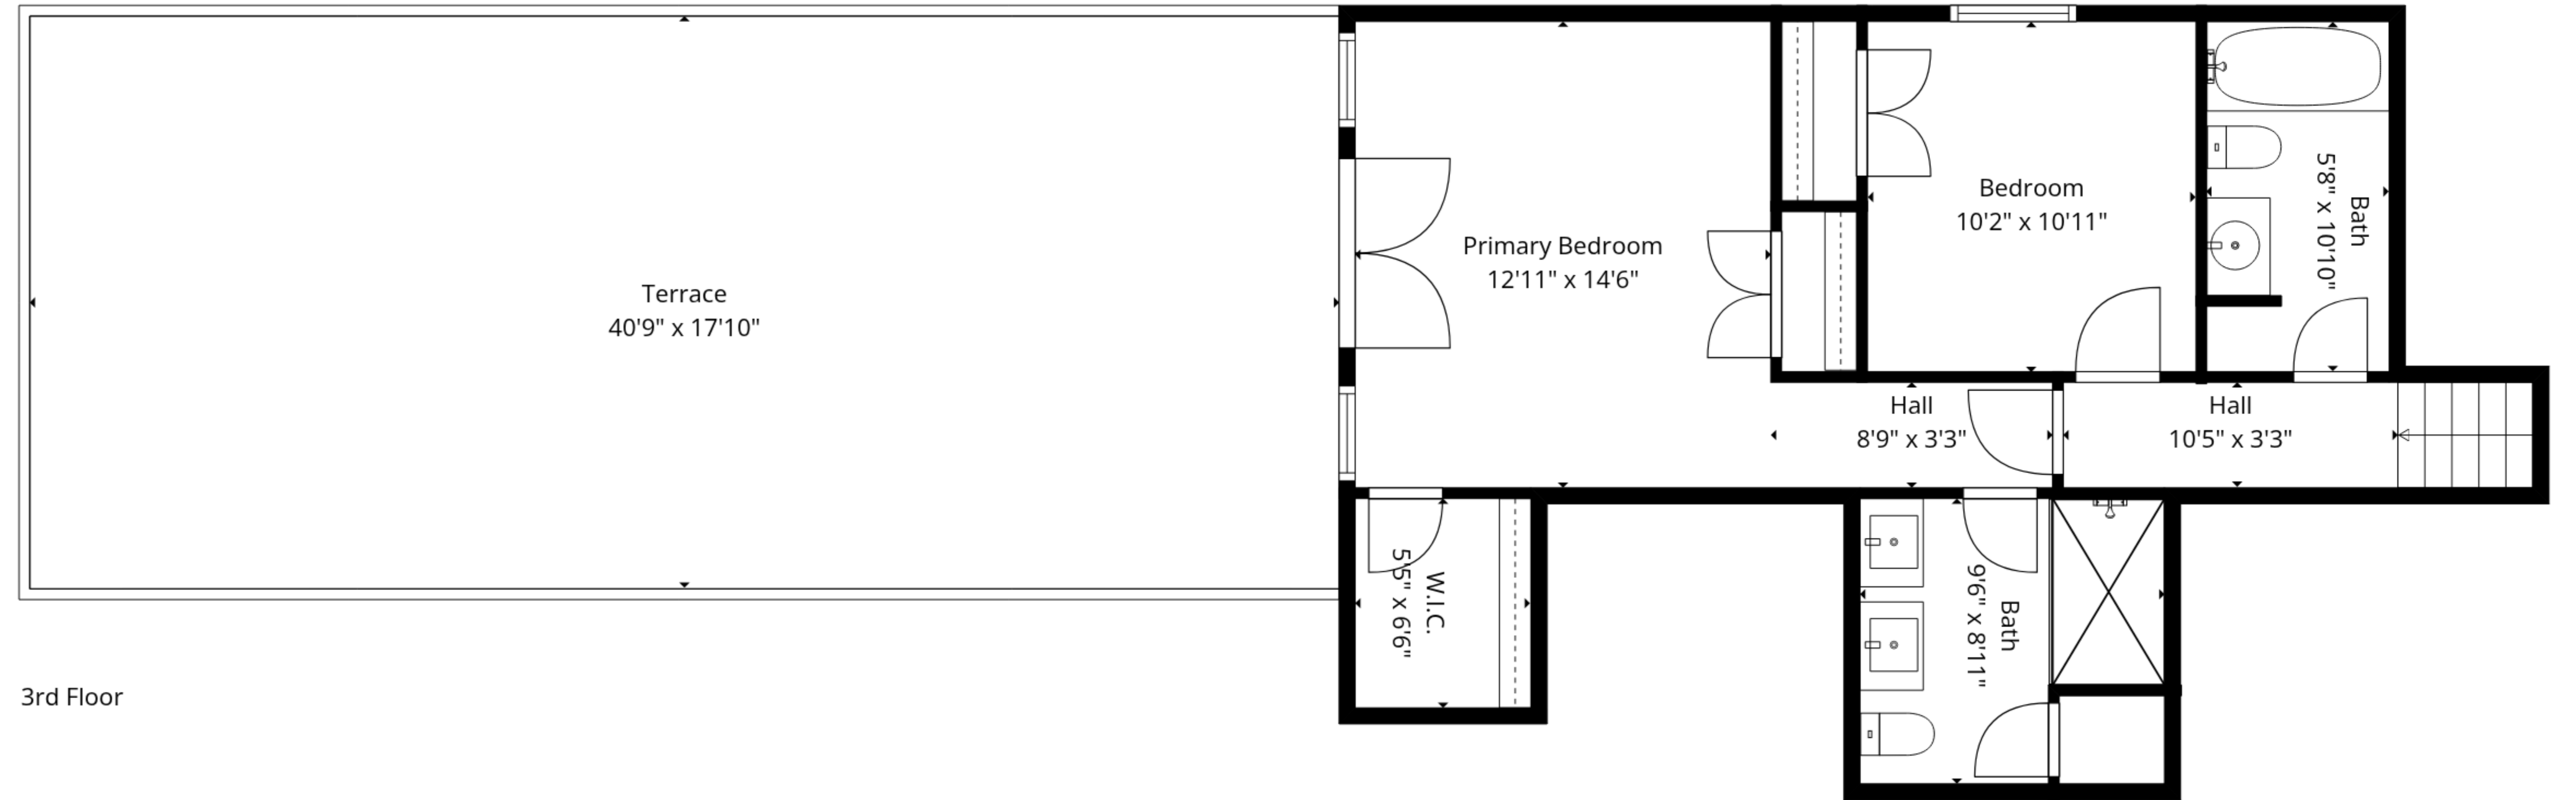 Terrace
40'9" x 17'10"
Primary Bedroom
12'11" x 14'6"
Bedroom
10'2" x 10'11"
Bath
5'8" x 10'10"
Hall
8'9" x 3'3"
Hall
10'5" x 3'3"
W.I.C.
5'5" x 6'6"
Bath
9'6" x 8'11"
3rd Floor